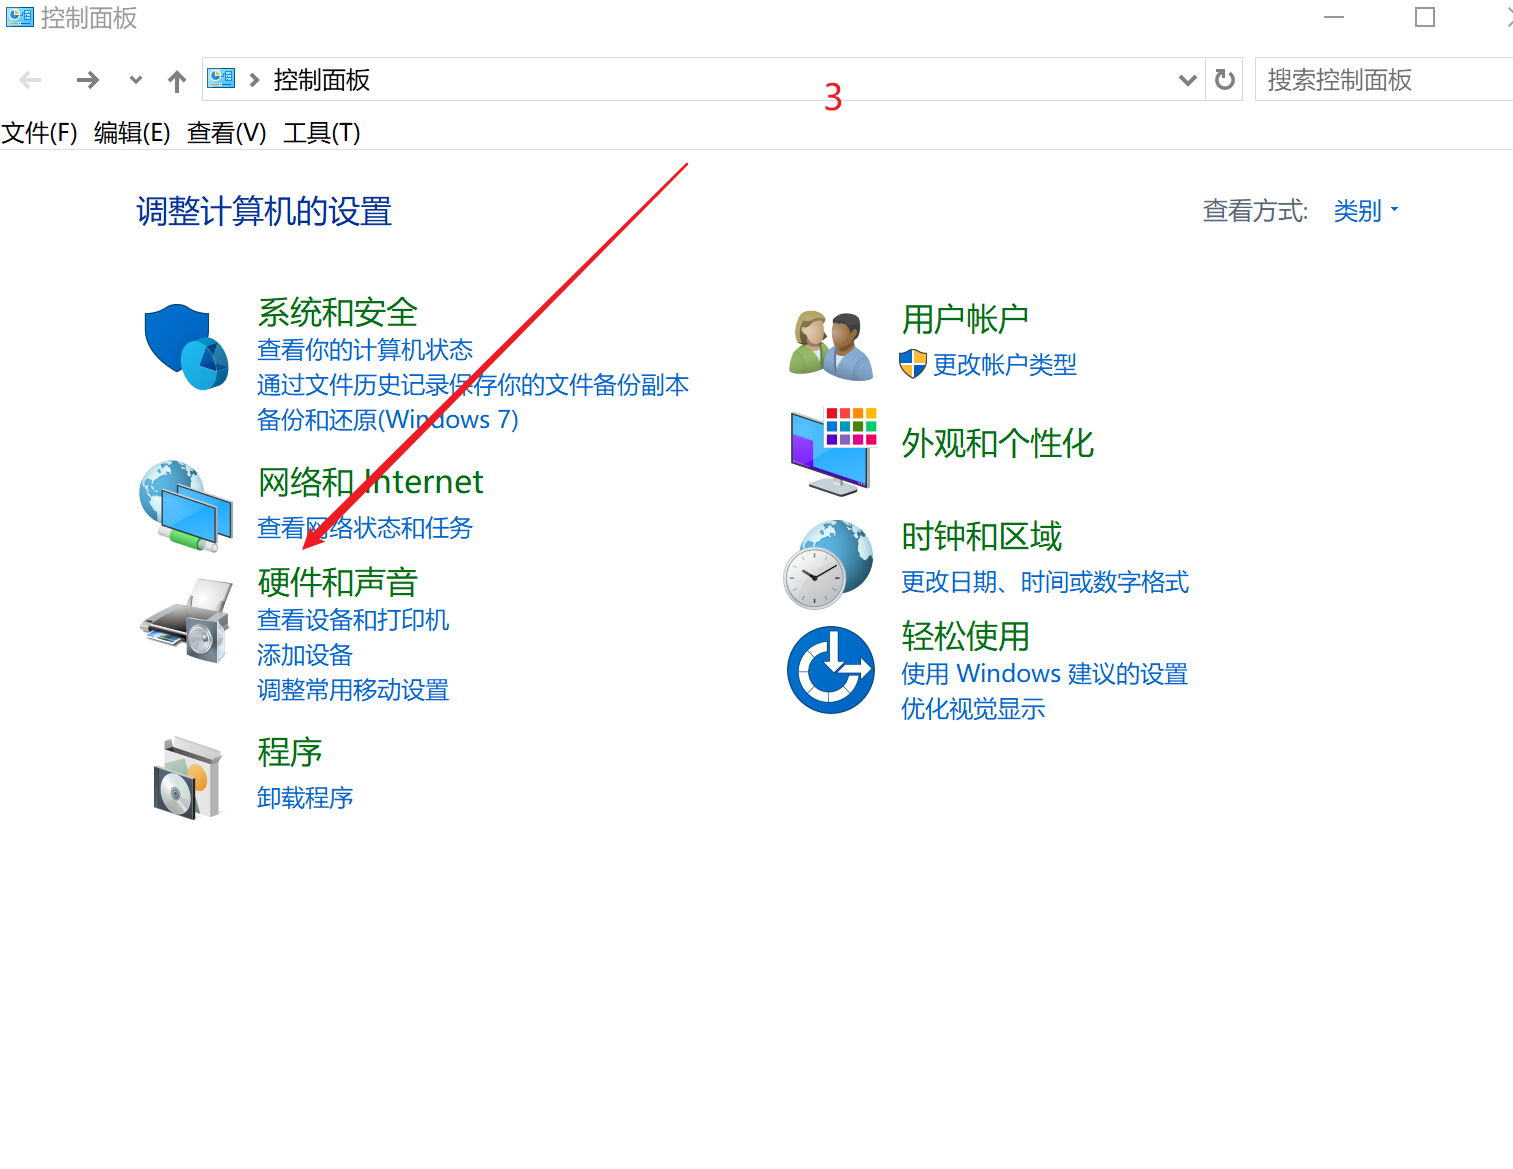 控制面板
控制面板
搜索控制面板
3
文件(F) 编辑(E) 查看(V) 工具(T)
调整计算机的设置
查看方式: 类别
系统和安全
查看你的计算机状态
通过文件历史记录保存你的文件备份副本
备份和还原(Windows 7)
网络和 Internet
查看网络状态和任务
硬件和声音
查看设备和打印机
添加设备
调整常用移动设置
程序
卸载程序
用户帐户
更改帐户类型
外观和个性化
时钟和区域
更改日期、时间或数字格式
轻松使用
使用 Windows 建议的设置
优化视觉显示